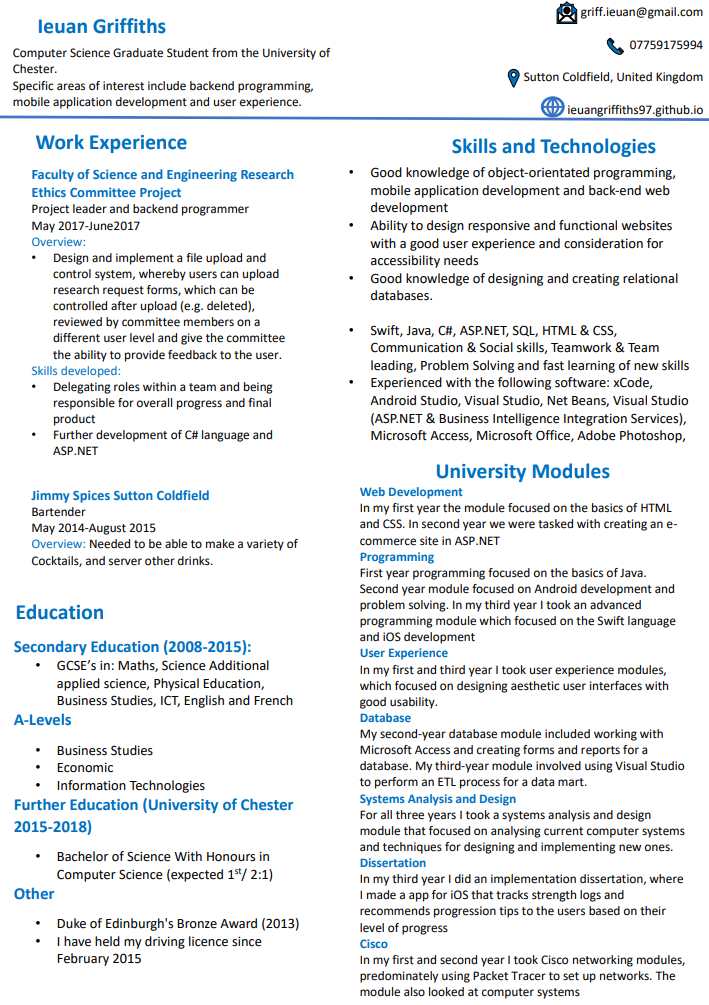 Ieuan Griffiths
Computer Science Graduate Student from the University of
Chester.
Specific areas of interest include backend programming,
mobile application development and user experience.
griff.ieuan@gmail.com
07759175994
Sutton Coldfield, United Kingdom
ieuangriffiths97.github.io
Work Experience
Faculty of Science and Engineering Research
Ethics Committee Project
Project leader and backend programmer
May 2017-June2017
Overview:
• Design and implement a file upload and
control system, whereby users can upload
research request forms, which can be
controlled after upload (e.g. deleted),
reviewed by committee members on a
different user level and give the committee
the ability to provide feedback to the user.
Skills developed:
• Delegating roles within a team and being
responsible for overall progress and final
product
• Further development of C# language and
ASP.NET
Jimmy Spices Sutton Coldfield
Bartender
May 2014-August 2015
Overview: Needed to be able to make a variety of
Cocktails, and server other drinks.
Education
Secondary Education (2008-2015):
• GCSE's in: Maths, Science Additional
applied science, Physical Education,
Business Studies, ICT, English and French
A-Levels
• Business Studies
• Economic
• Information Technologies
Further Education (University of Chester
2015-2018)
• Bachelor of Science With Honours in
Computer Science (expected 1st/ 2:1)
Other
• Duke of Edinburgh's Bronze Award (2013)
• I have held my driving licence since
February 2015
Skills and Technologies
• Good knowledge of object-orientated programming,
mobile application development and back-end web
development
• Ability to design responsive and functional websites
with a good user experience and consideration for
accessibility needs
• Good knowledge of designing and creating relational
databases.
• Swift, Java, C#, ASP.NET, SQL, HTML & CSS,
Communication & Social skills, Teamwork & Team
leading, Problem Solving and fast learning of new skills
• Experienced with the following software: xCode,
Android Studio, Visual Studio, Net Beans, Visual Studio
(ASP.NET & Business Intelligence Integration Services),
Microsoft Access, Microsoft Office, Adobe Photoshop,
University Modules
Web Development
In my first year the module focused on the basics of HTML
and CSS. In second year we were tasked with creating an e-
commerce site in ASP.NET
Programming
First year programming focused on the basics of Java.
Second year module focused on Android development and
problem solving. In my third year I took an advanced
programming module which focused on the Swift language
and iOS development
User Experience
In my first and third year I took user experience modules,
which focused on designing aesthetic user interfaces with
good usability.
Database
My second-year database module included working with
Microsoft Access and creating forms and reports for a
database. My third-year module involved using Visual Studio
to perform an ETL process for a data mart.
Systems Analysis and Design
For all three years I took a systems analysis and design
module that focused on analysing current computer systems
and techniques for designing and implementing new ones.
Dissertation
In my third year I did an implementation dissertation, where
I made a app for iOS that tracks strength logs and
recommends progression tips to the users based on their
level of progress
Cisco
In my first and second year I took Cisco networking modules,
predominately using Packet Tracer to set up networks. The
module also looked at computer systems